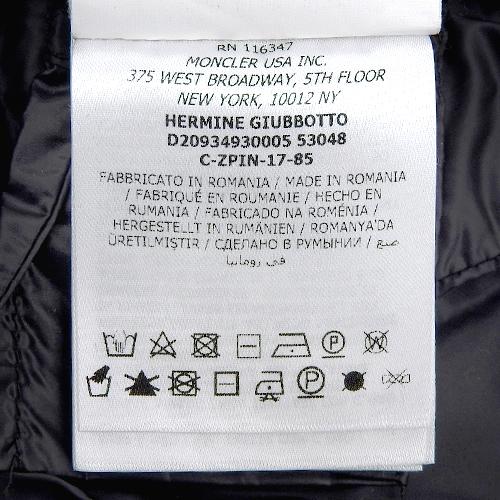 RN 116347
MONCLER USA INC.
375 WEST BROADWAY, 5TH FLOOR
NEW YORK, 10012 NY
HERMINE GIUBBOTTO
D20934930005 53048
C-ZPIN-17-85
FABBRICATO IN ROMANIA / MADE IN ROMANIA
/ FABRIQUÉ EN ROUMANIE / HECHO EN
RUMANIA / FABRICADO NA ROMÉNIA /
HERGESTELLT IN RUMÄNIEN / ROMANYA'DA
ÜRETILMIŞTIR / СДЕЛАНО В РУМЫНИИ / صنع
في رومانيا
P W
P